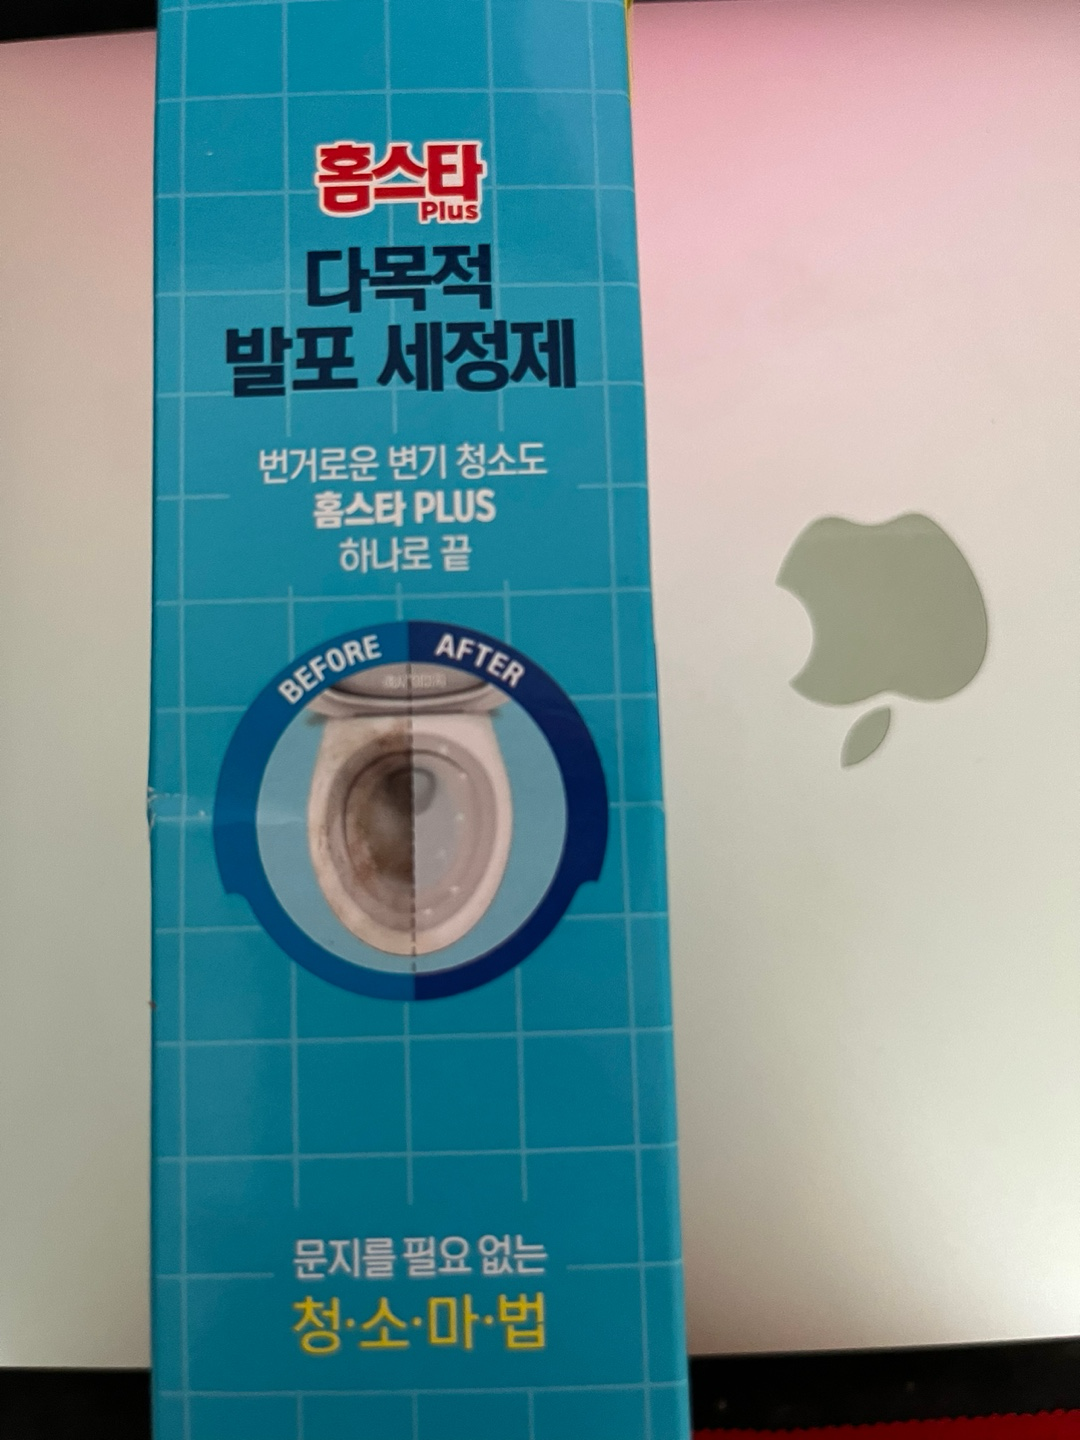 홈스타
Plus
다목적
발포 세정제
번거로운 변기 청소도
홈스타 PLUS
하나로 끝
BEFORE
AFTER
문지를 필요 없는
청·소·마·법